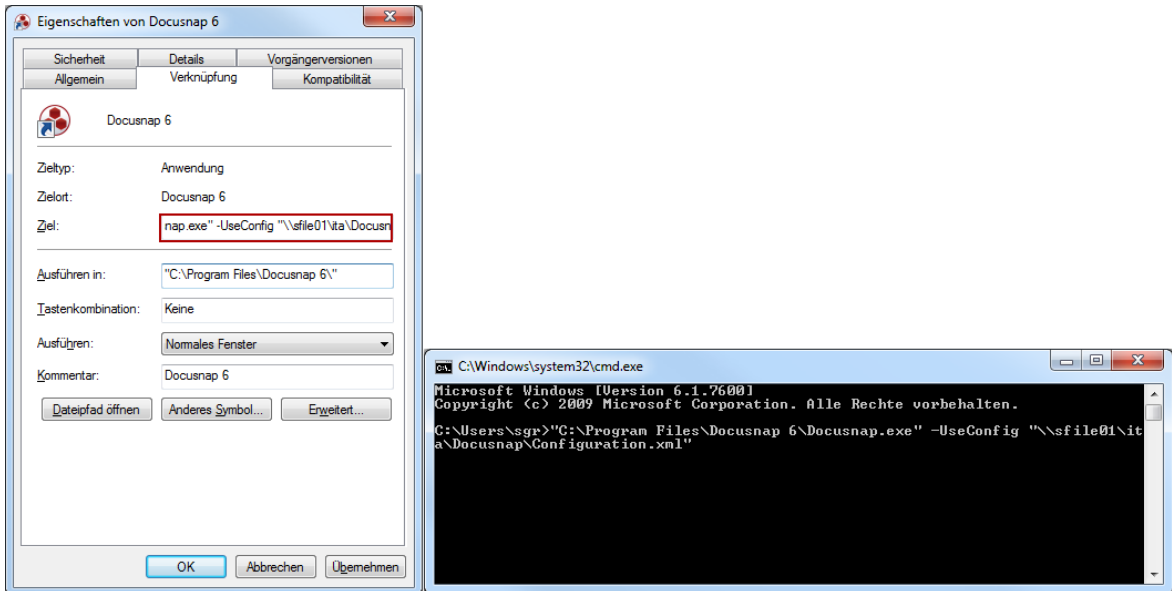 Eigenschaften von Docusnap 6
Sicherheit Details Vorgängerversionen
Allgemein Verknüpfung Kompatibilität
Docusnap 6
Zieltyp: Anwendung
Zielort: Docusnap 6
Ziel: nap.exe" -UseConfig "\\sfile01\ita\Docusn
Ausführen in: "C:\Program Files\Docusnap 6\"
Tastenkombination: Keine
Ausführen: Normales Fenster
Kommentar: Docusnap 6
Dateipfad öffnen Anderes Symbol... Erweitert...
OK Abbrechen Übernehmen
C:\Windows\system32\cmd.exe
Microsoft Windows [Version 6.1.7600]
Copyright (c) 2009 Microsoft Corporation. Alle Rechte vorbehalten.
C:\Users\sgr>"C:\Program Files\Docusnap 6\Docusnap.exe" -UseConfig "\\sfile01\it
a\Docusnap\Configuration.xml"